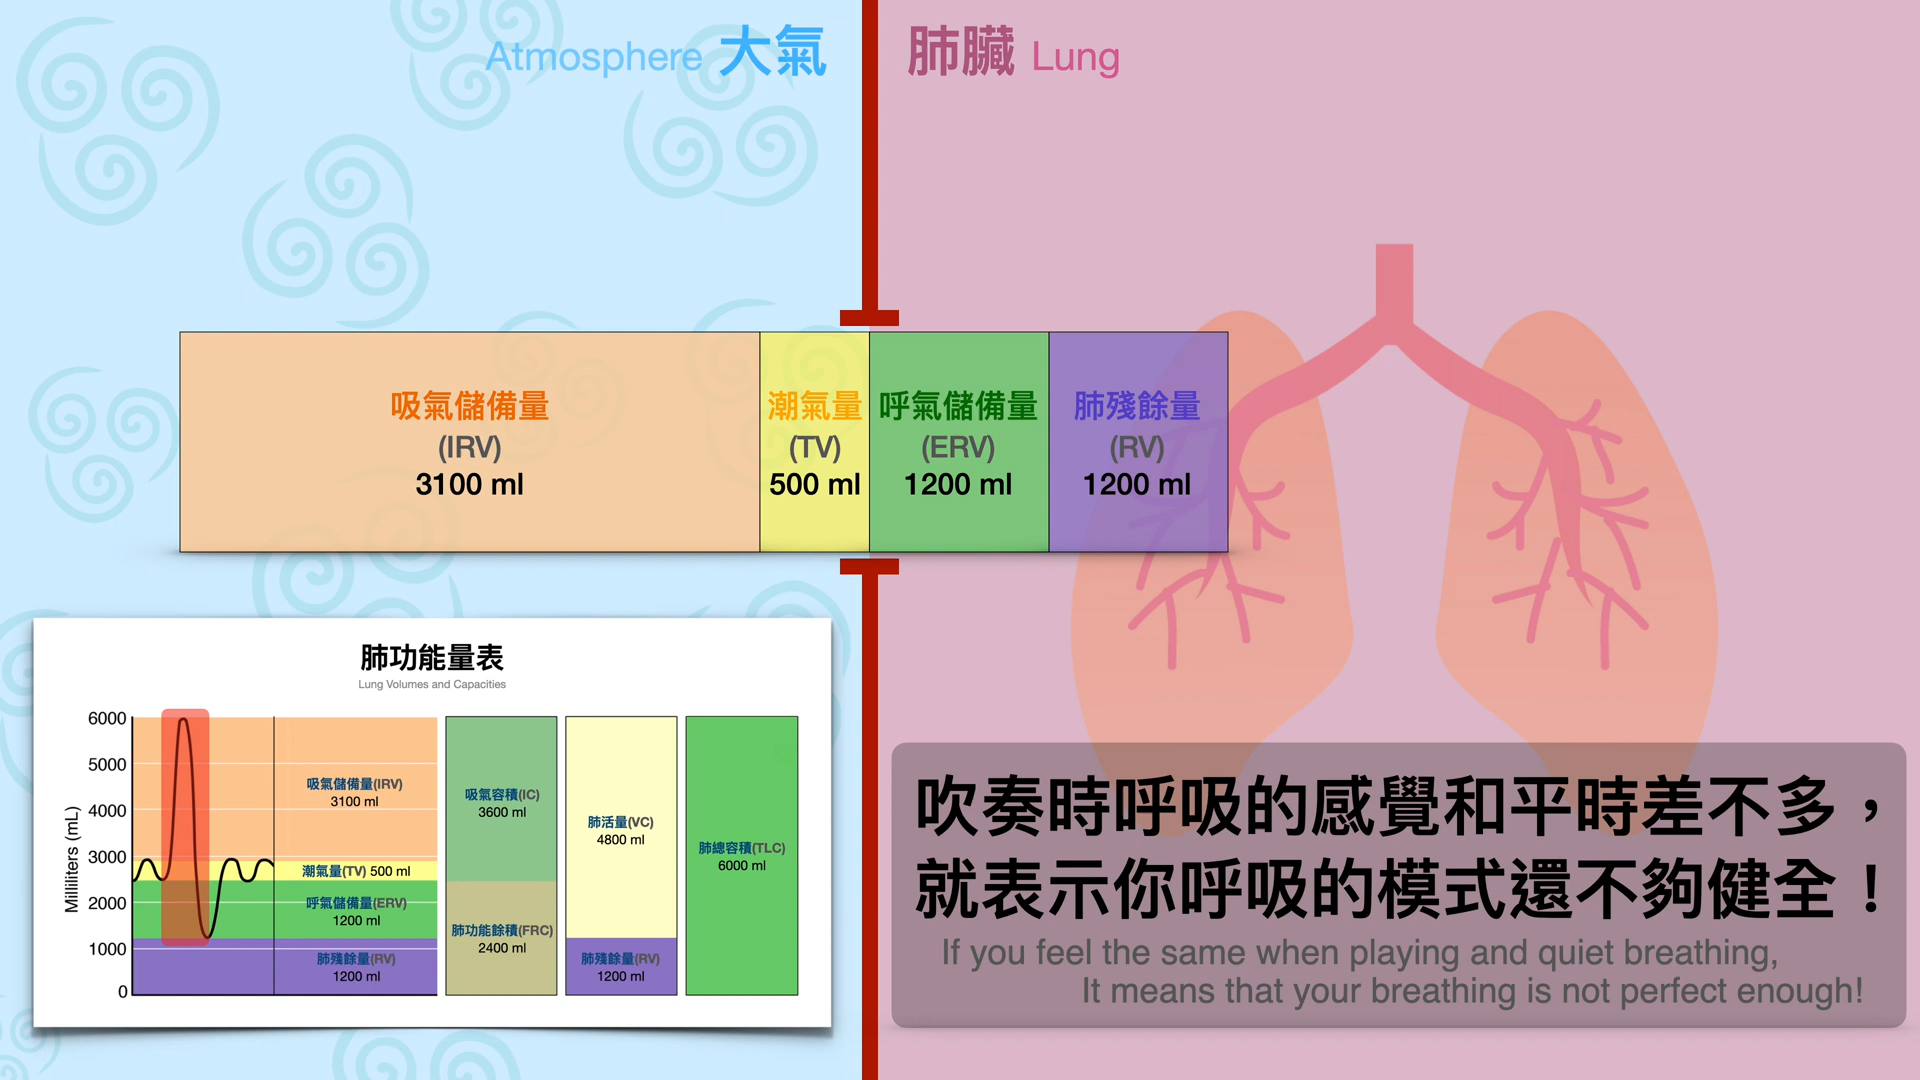 Atmosphere 大氣
肺臟 Lung
吸氣儲備量
(IRV)
3100 ml
潮氣量
(TV)
500 ml
呼氣儲備量
(ERV)
1200 ml
肺殘餘量
(RV)
1200 ml
肺功能量表
Lung Volumes and Capacities
Milliliters (mL)
6000
5000
4000
3000
2000
1000
0
吸氣儲備量(IRV)
3100 ml
潮氣量(TV) 500 ml
呼氣儲備量(ERV)
1200 ml
肺殘餘量(RV)
1200 ml
吸氣容積(IC)
3600 ml
肺功能餘積(FRC)
2400 ml
肺活量(VC)
4800 ml
肺殘餘量(RV)
1200 ml
肺總容積(TLC)
6000 ml
吹奏時呼吸的感覺和平時差不多，
就表示你呼吸的模式還不夠健全！
If you feel the same when playing and quiet breathing,
It means that your breathing is not perfect enough!